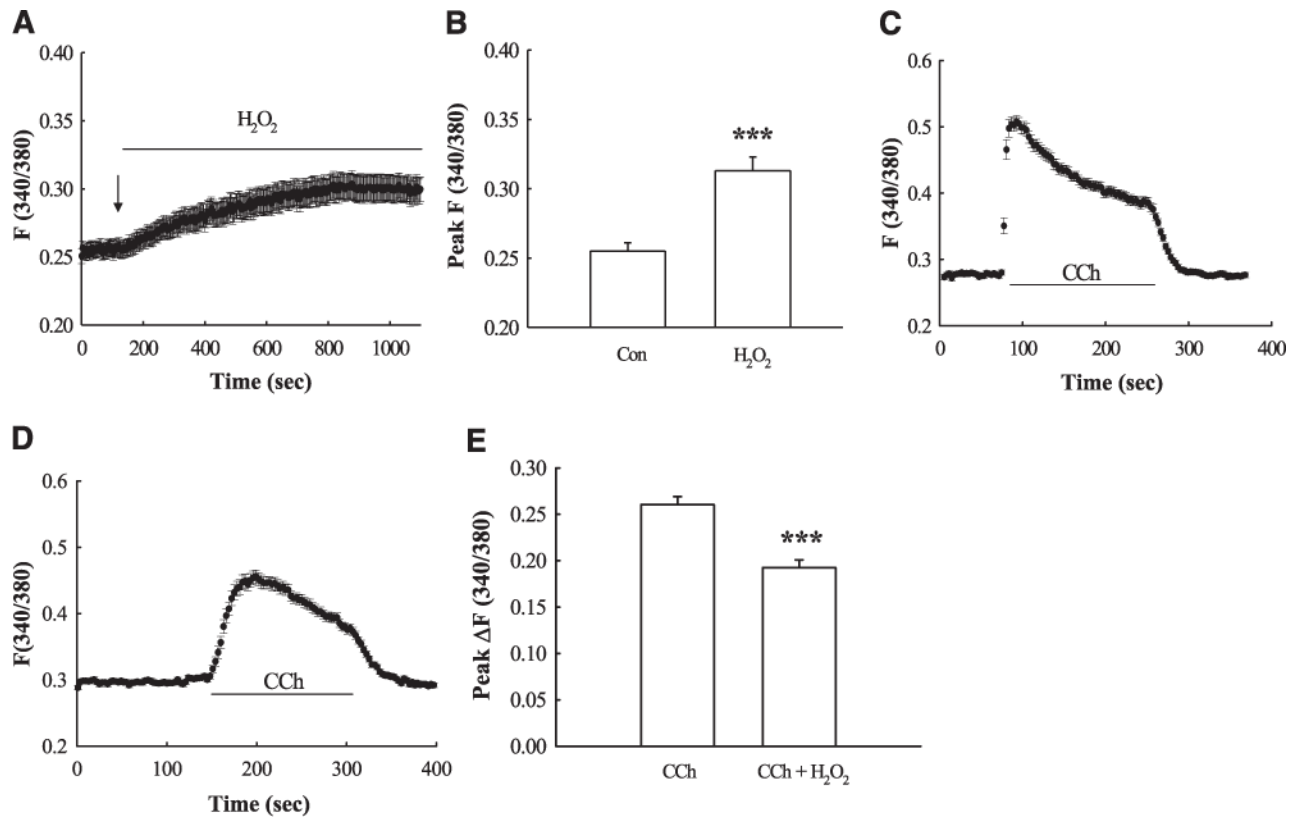 A
0.40
0.35
0.30
0.25
0.20
F (340/380)
H₂O₂
0 200 400 600 800 1000
Time (sec)
B
0.40
0.35
0.30
0.25
0.20
Peak F (340/380)
***
Con H₂O₂
C
0.6
0.5
0.4
0.3
0.2
F (340/380)
CCh
0 100 200 300 400
Time (sec)
D
0.6
0.5
0.4
0.3
0.2
F(340/380)
CCh
0 100 200 300 400
Time (sec)
E
0.30
0.25
0.20
0.15
0.10
0.05
0.00
Peak ΔF (340/380)
***
CCh CCh + H₂O₂